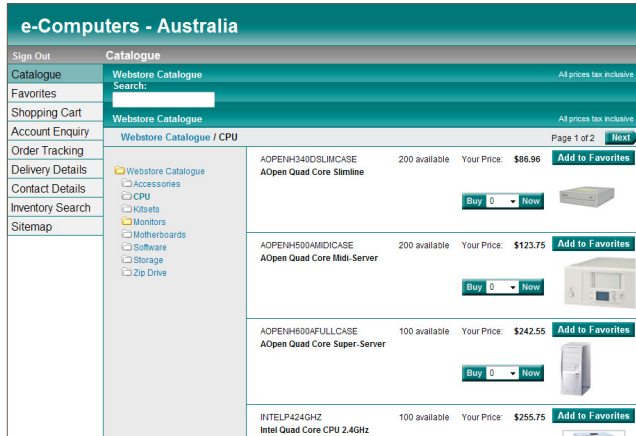 e-Computers - Australia
Sign Out
Catalogue
Catalogue
Favorites
Shopping Cart
Account Enquiry
Order Tracking
Delivery Details
Contact Details
Inventory Search
Sitemap
Webstore Catalogue All prices tax inclusive
Search:
Webstore Catalogue All prices tax inclusive
Webstore Catalogue / CPU Page 1 of 2 Next
Webstore Catalogue
Accessories
CPU
Kitsets
Monitors
Motherboards
Software
Storage
Zip Drive
AOPENH340DSLIMCASE 200 available Your Price: $86.96 Add to Favorites
AOpen Quad Core Slimline
Buy 0 Now
AOPENH500AMIDICASE 200 available Your Price: $123.75 Add to Favorites
AOpen Quad Core Midi-Server
Buy 0 Now
AOPENH600AFULLCASE 100 available Your Price: $242.55 Add to Favorites
AOpen Quad Core Super-Server
Buy 0 Now
INTELP424GHZ 100 available Your Price: $255.75 Add to Favorites
Intel Quad Core CPU 2.4GHz